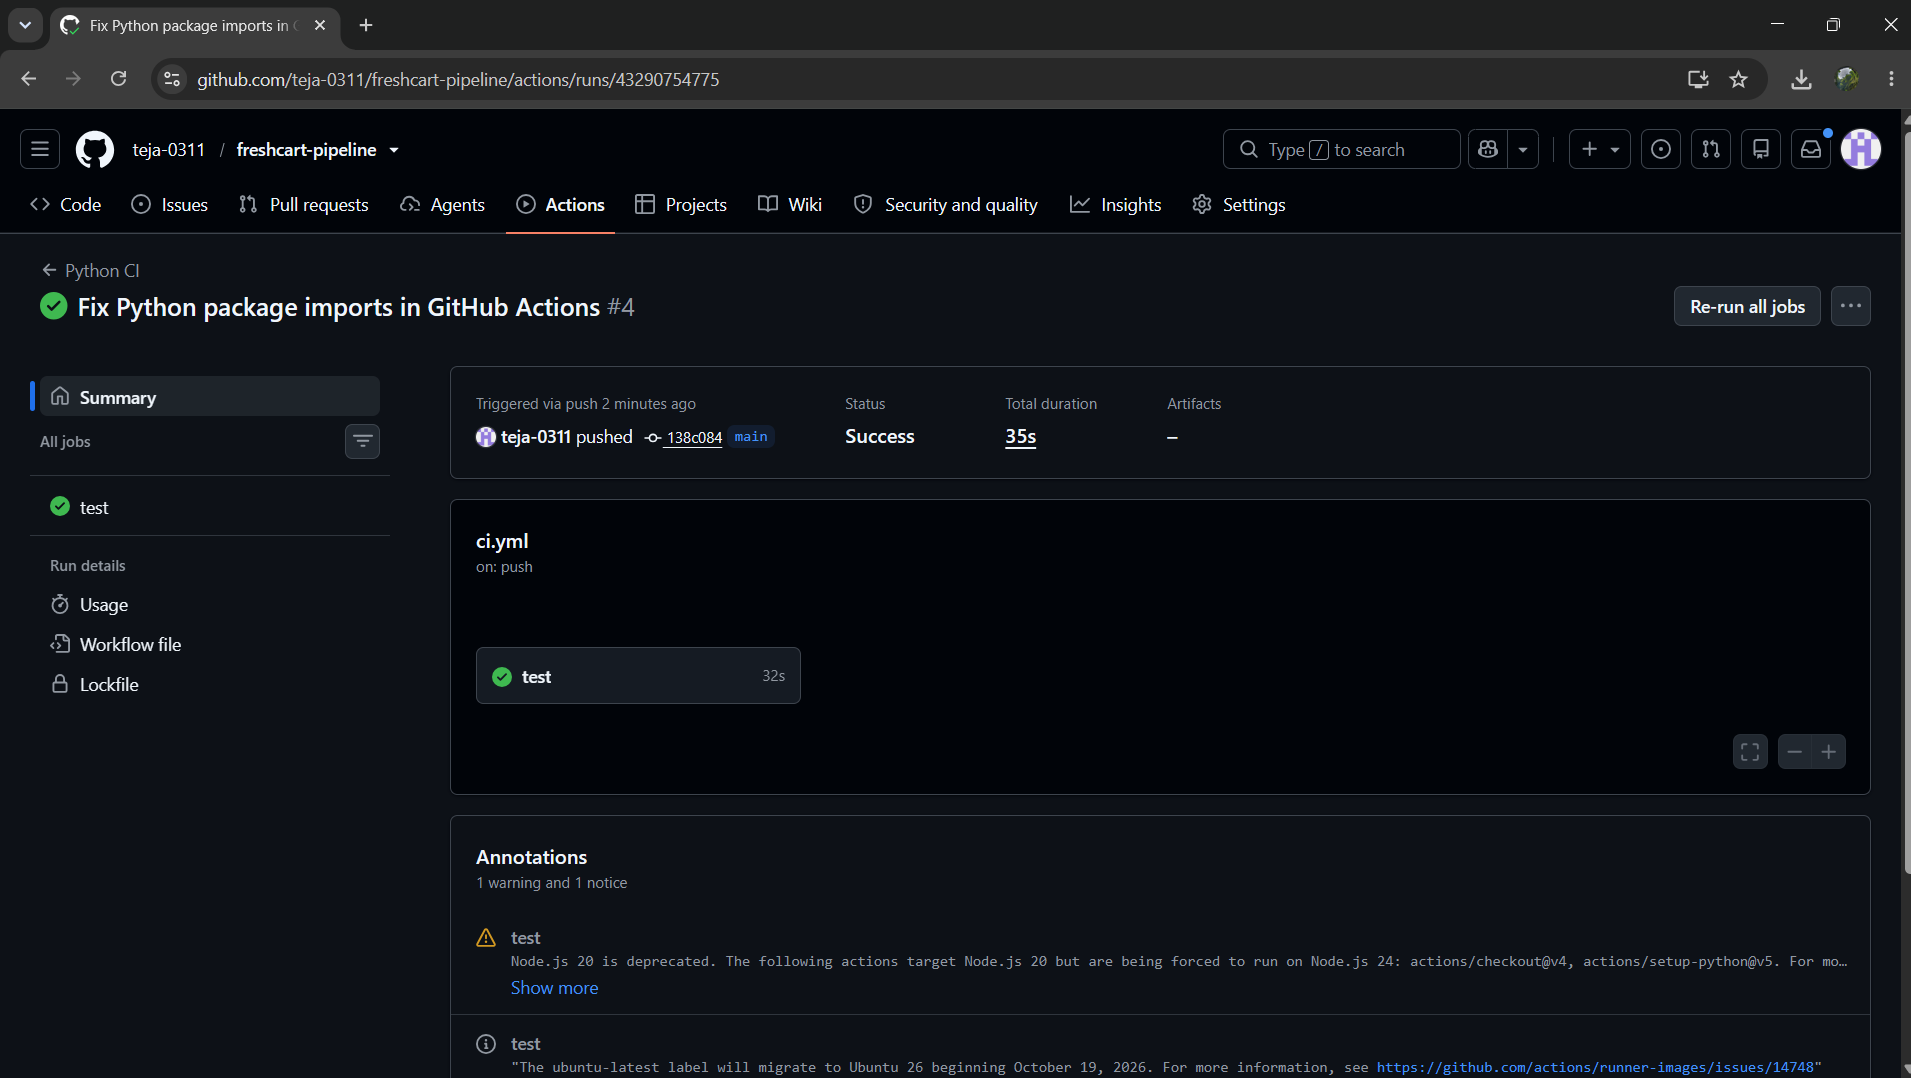 Fix Python package imports in G
github.com/teja-0311/freshcart-pipeline/actions/runs/43290754775
teja-0311 / freshcart-pipeline
Type / to search
Code Issues Pull requests Agents Actions Projects Wiki Security and quality Insights Settings
Python CI
Fix Python package imports in GitHub Actions #4
Re-run all jobs
Summary
All jobs
test
Run details
Usage
Workflow file
Lockfile
Triggered via push 2 minutes ago
teja-0311 pushed 138c084 main
Status
Success
Total duration
35s
Artifacts
–
ci.yml
on: push
test 32s
Annotations
1 warning and 1 notice
test
Node.js 20 is deprecated. The following actions target Node.js 20 but are being forced to run on Node.js 24: actions/checkout@v4, actions/setup-python@v5. For mo…
Show more
test
"The ubuntu-latest label will migrate to Ubuntu 26 beginning October 19, 2026. For more information, see https://github.com/actions/runner-images/issues/14748"